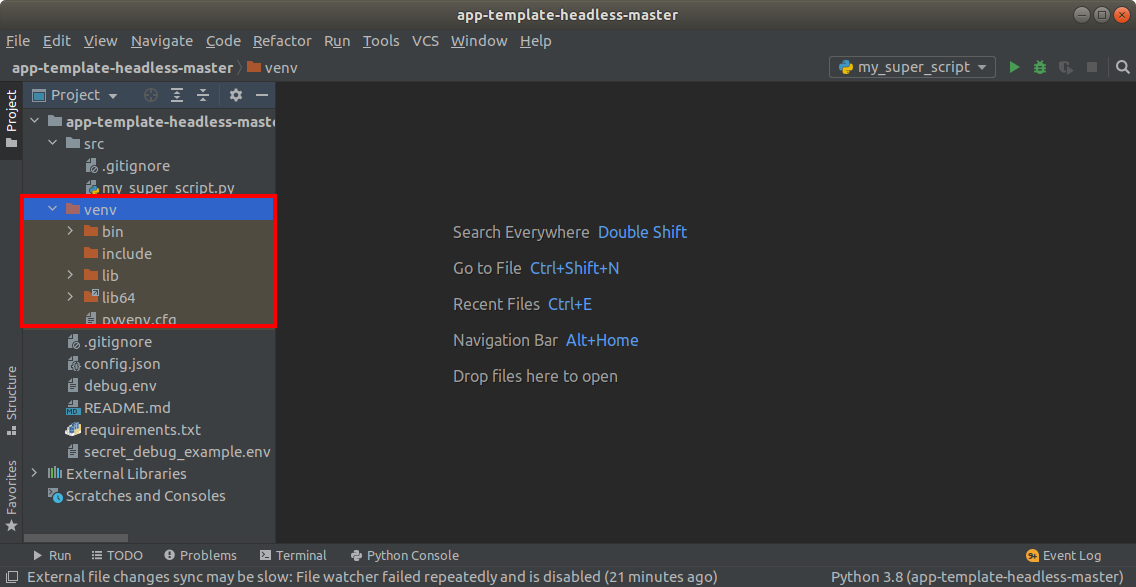 app-template-headless-master
File Edit View Navigate Code Refactor Run Tools VCS Window Help
app-template-headless-master venv
my_super_script
Project
Project
app-template-headless-maste
src
.gitignore
my_super_script.py
venv
bin
include
lib
lib64
pyvenv.cfg
.gitignore
config.json
debug.env
MD README.md
requirements.txt
secret_debug_example.env
External Libraries
Scratches and Consoles
Structure
Favorites
Search Everywhere Double Shift
Go to File Ctrl+Shift+N
Recent Files Ctrl+E
Navigation Bar Alt+Home
Drop files here to open
Run TODO Problems Terminal Python Console
9+ Event Log
External file changes sync may be slow: File watcher failed repeatedly and is disabled (21 minutes ago)
Python 3.8 (app-template-headless-master)